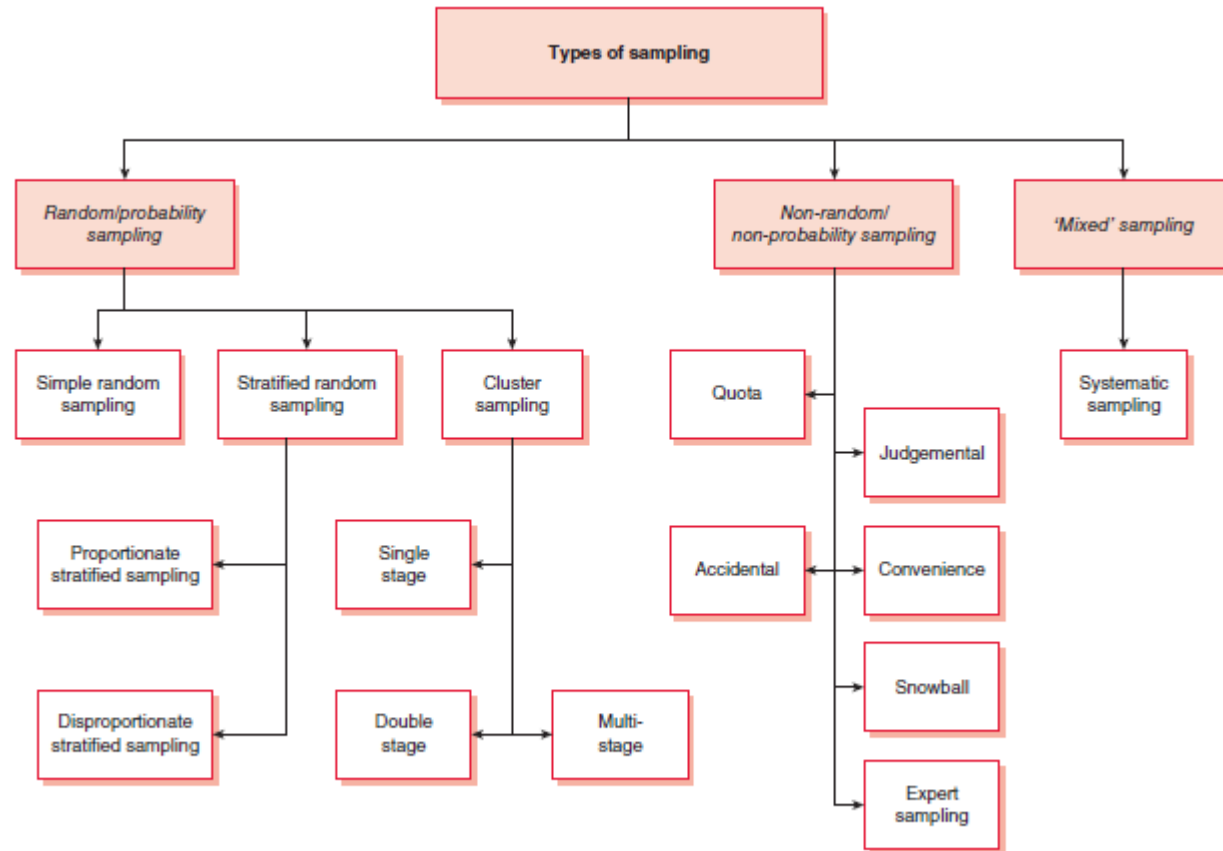 Types of sampling
Random/probability
sampling
Non-random/
non-probability sampling
‘Mixed’ sampling
Simple random
sampling
Stratified random
sampling
Cluster
sampling
Quota
Systematic
sampling
Judgemental
Proportionate
stratified sampling
Single
stage
Accidental
Convenience
Snowball
Disproportionate
stratified sampling
Double
stage
Multi-
stage
Expert
sampling